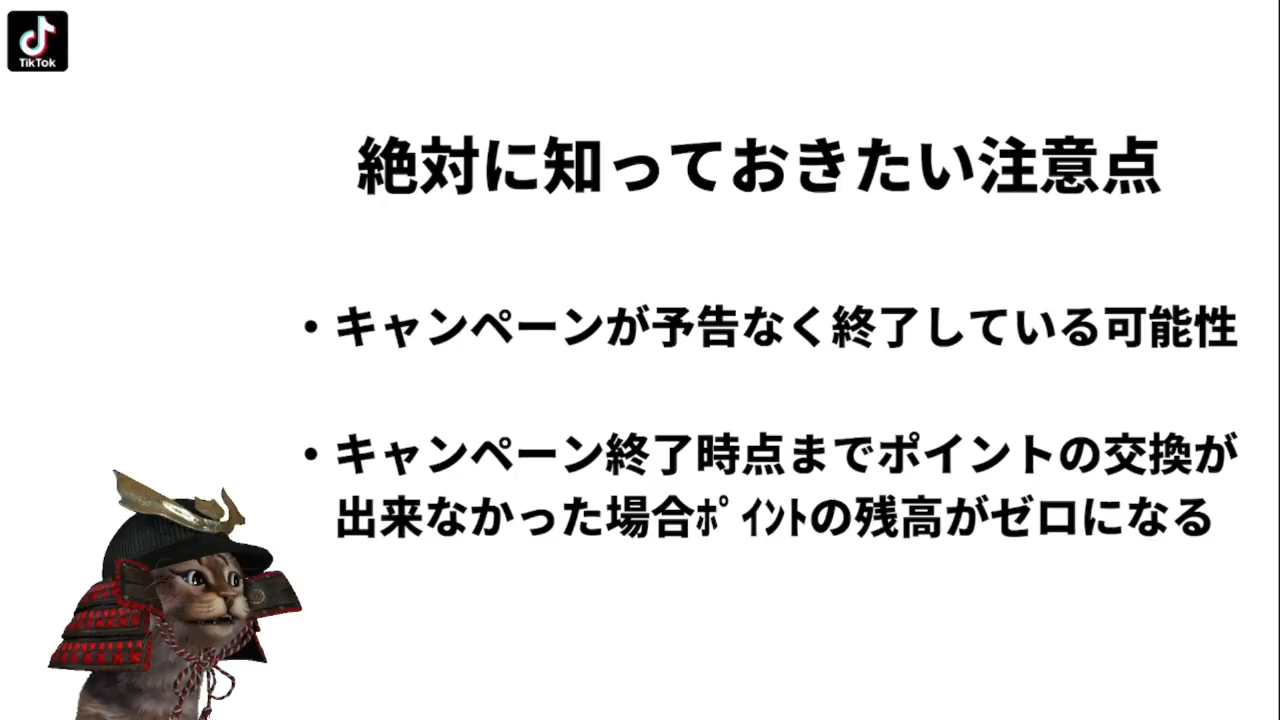 TikTok
絶対に知っておきたい注意点
・キャンペーンが予告なく終了している可能性
・キャンペーン終了時点までポイントの交換が
出来なかった場合ﾎﾟｲﾝﾄの残高がゼロになる